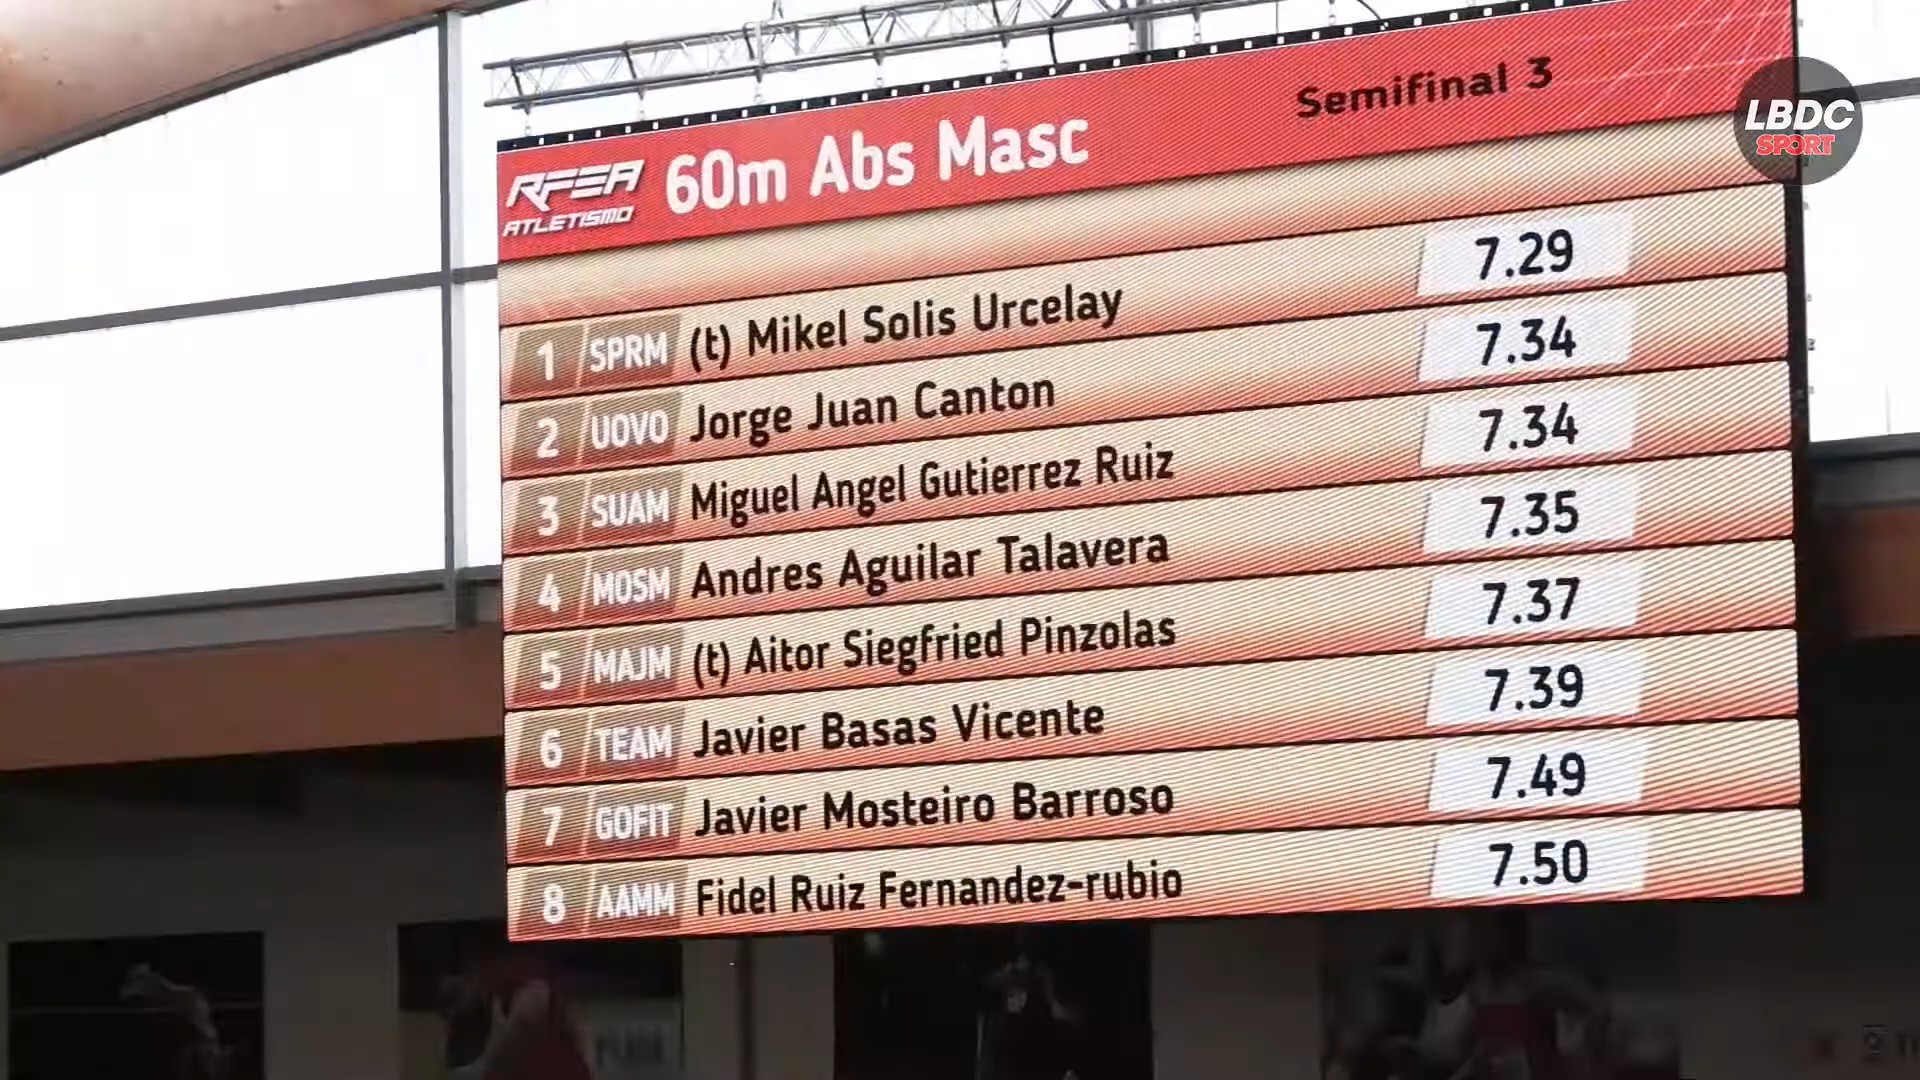 LBDC
SPORT
RFEA
ATLETISMO
60m Abs Masc
Semifinal 3
1 SPRM (t) Mikel Solis Urcelay 7.29
2 UOVO Jorge Juan Canton 7.34
3 SUAM Miguel Angel Gutierrez Ruiz 7.34
4 MOSM Andres Aguilar Talavera 7.35
5 MAJM (t) Aitor Siegfried Pinzolas 7.37
6 TEAM Javier Basas Vicente 7.39
7 GOFIT Javier Mosteiro Barroso 7.49
8 AAMM Fidel Ruiz Fernandez-rubio 7.50